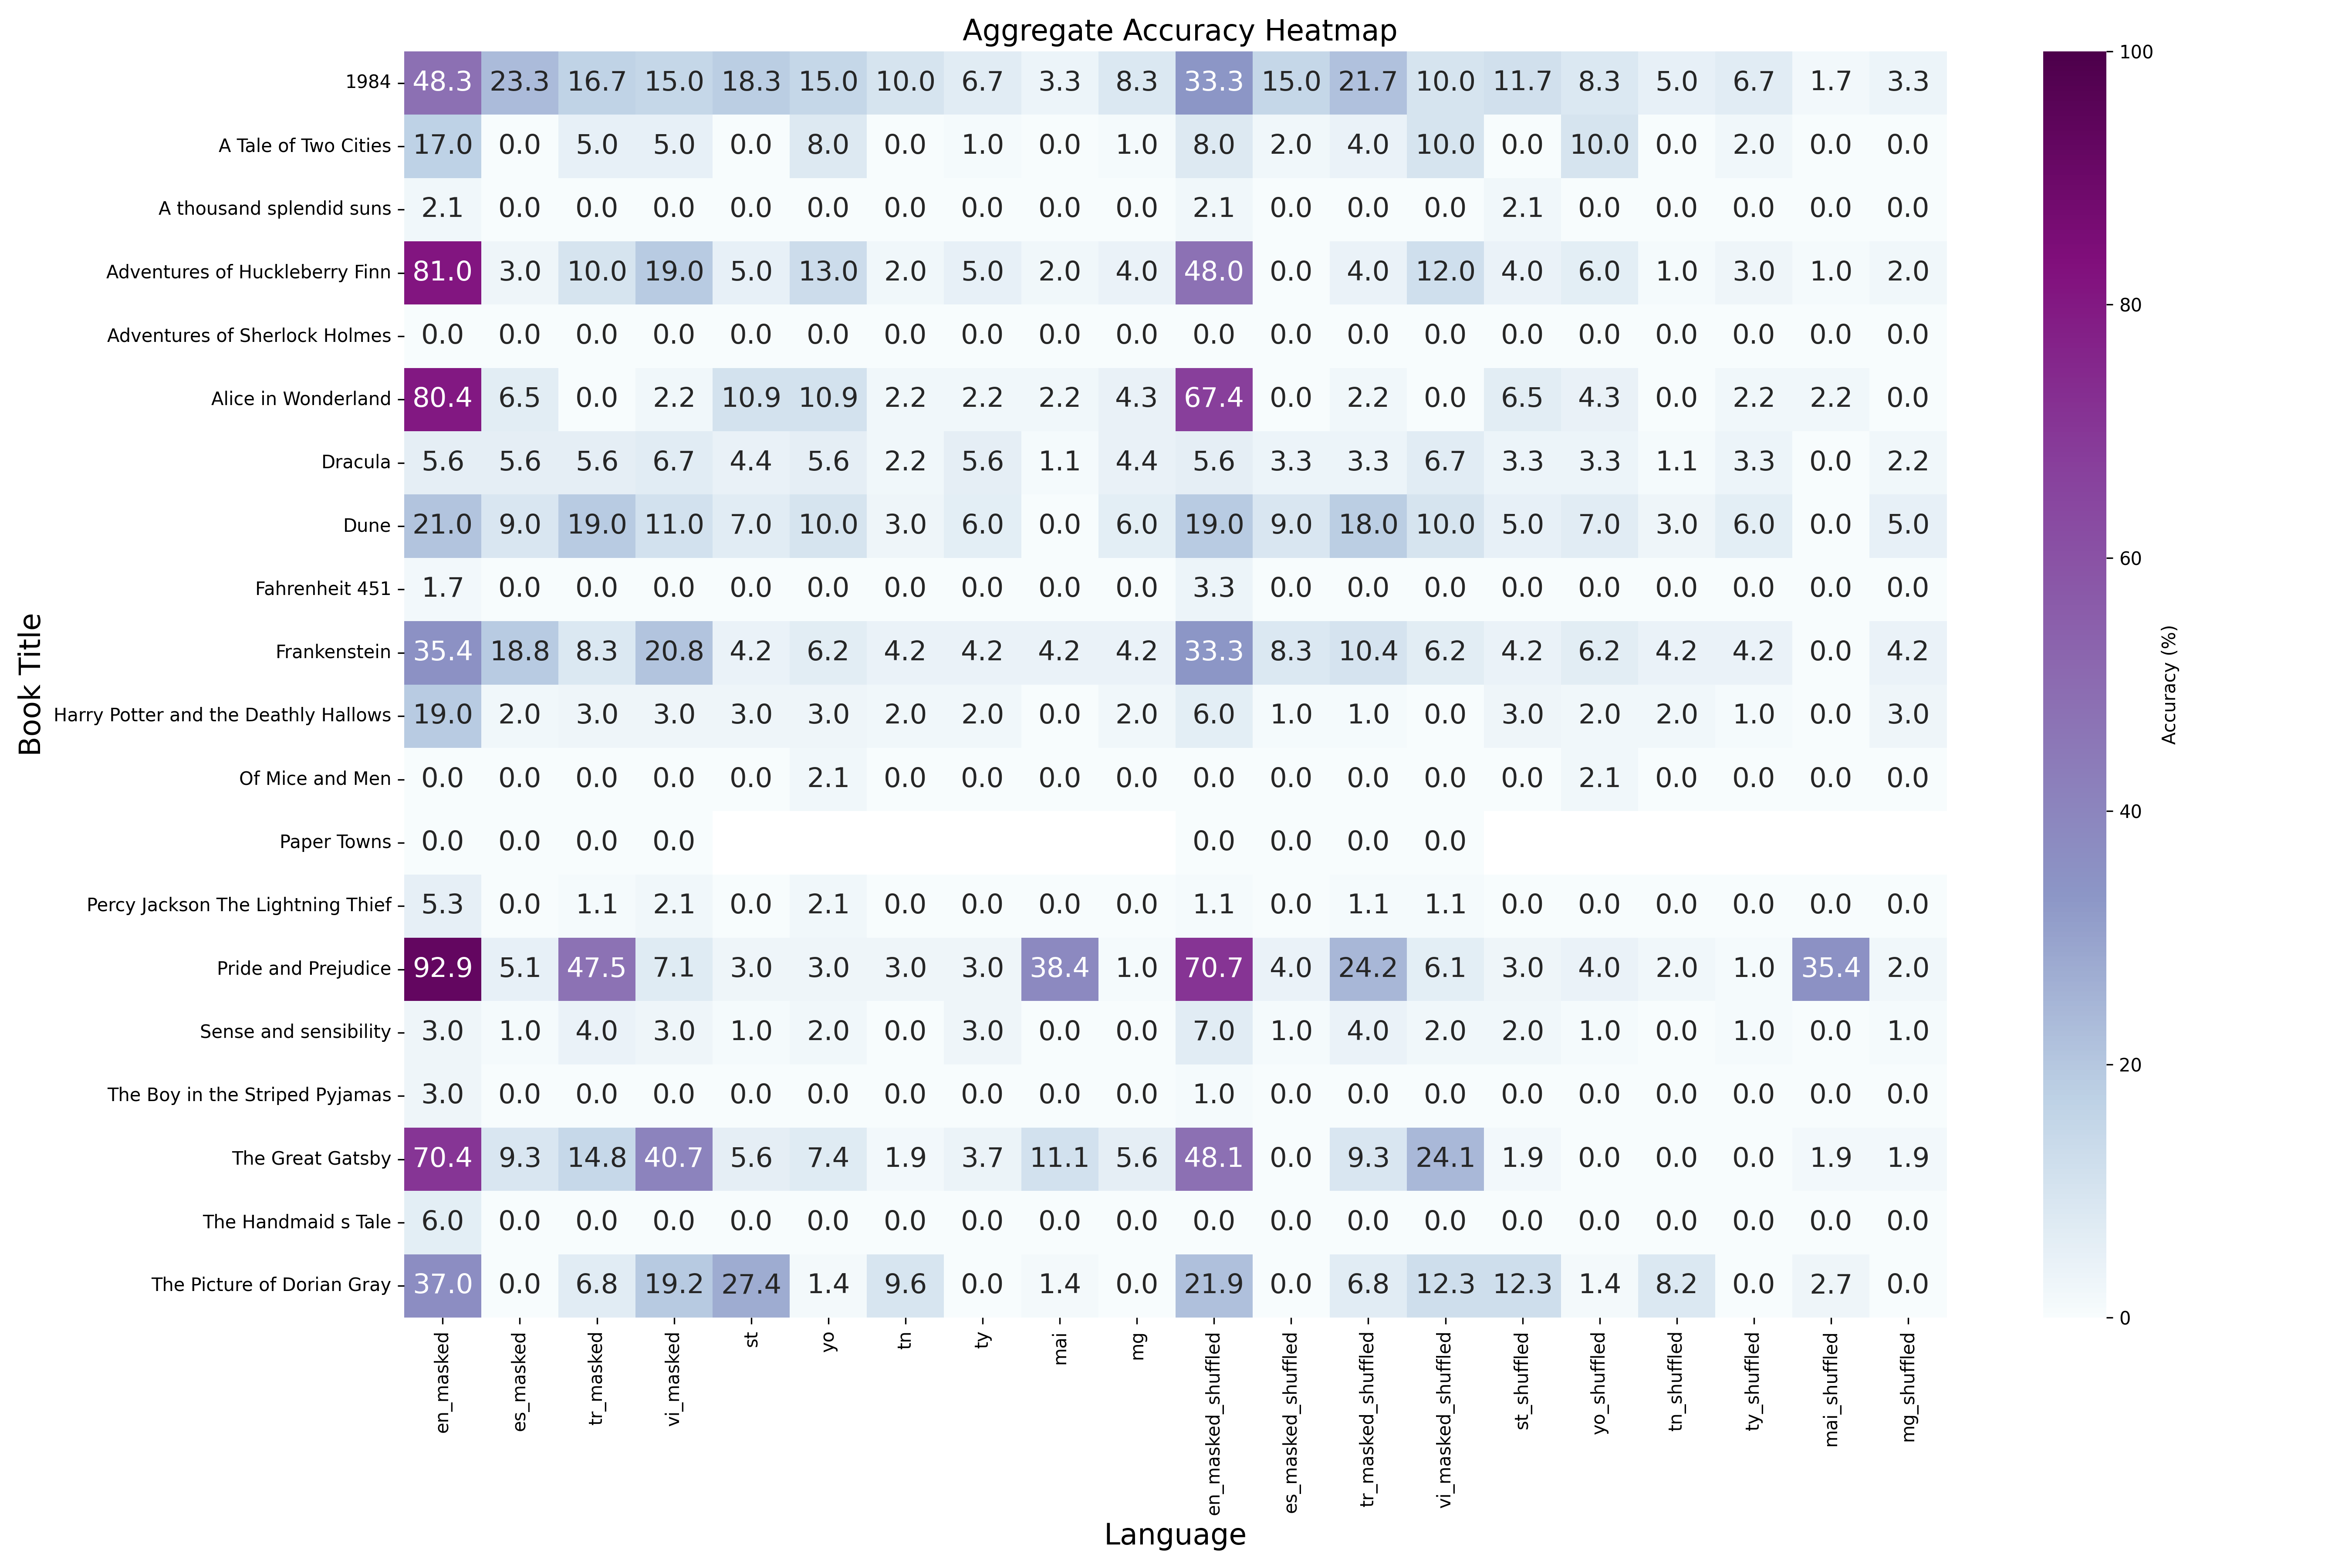 Aggregate Accuracy Heatmap
Book Title
1984 48.3 23.3 16.7 15.0 18.3 15.0 10.0 6.7 3.3 8.3 33.3 15.0 21.7 10.0 11.7 8.3 5.0 6.7 1.7 3.3
A Tale of Two Cities 17.0 0.0 5.0 5.0 0.0 8.0 0.0 1.0 0.0 1.0 8.0 2.0 4.0 10.0 0.0 10.0 0.0 2.0 0.0 0.0
A thousand splendid suns 2.1 0.0 0.0 0.0 0.0 0.0 0.0 0.0 0.0 0.0 2.1 0.0 0.0 0.0 2.1 0.0 0.0 0.0 0.0 0.0
Adventures of Huckleberry Finn 81.0 3.0 10.0 19.0 5.0 13.0 2.0 5.0 2.0 4.0 48.0 0.0 4.0 12.0 4.0 6.0 1.0 3.0 1.0 2.0
Adventures of Sherlock Holmes 0.0 0.0 0.0 0.0 0.0 0.0 0.0 0.0 0.0 0.0 0.0 0.0 0.0 0.0 0.0 0.0 0.0 0.0 0.0 0.0
Alice in Wonderland 80.4 6.5 0.0 2.2 10.9 10.9 2.2 2.2 2.2 4.3 67.4 0.0 2.2 0.0 6.5 4.3 0.0 2.2 2.2 0.0
Dracula 5.6 5.6 5.6 6.7 4.4 5.6 2.2 5.6 1.1 4.4 5.6 3.3 3.3 6.7 3.3 3.3 1.1 3.3 0.0 2.2
Dune 21.0 9.0 19.0 11.0 7.0 10.0 3.0 6.0 0.0 6.0 19.0 9.0 18.0 10.0 5.0 7.0 3.0 6.0 0.0 5.0
Fahrenheit 451 1.7 0.0 0.0 0.0 0.0 0.0 0.0 0.0 0.0 0.0 3.3 0.0 0.0 0.0 0.0 0.0 0.0 0.0 0.0 0.0
Frankenstein 35.4 18.8 8.3 20.8 4.2 6.2 4.2 4.2 4.2 4.2 33.3 8.3 10.4 6.2 4.2 6.2 4.2 4.2 0.0 4.2
Harry Potter and the Deathly Hallows 19.0 2.0 3.0 3.0 3.0 3.0 2.0 2.0 0.0 2.0 6.0 1.0 1.0 0.0 3.0 2.0 2.0 1.0 0.0 3.0
Of Mice and Men 0.0 0.0 0.0 0.0 0.0 2.1 0.0 0.0 0.0 0.0 0.0 0.0 0.0 0.0 0.0 2.1 0.0 0.0 0.0 0.0
Paper Towns 0.0 0.0 0.0 0.0 0.0 0.0 0.0 0.0
Percy Jackson The Lightning Thief 5.3 0.0 1.1 2.1 0.0 2.1 0.0 0.0 0.0 0.0 1.1 0.0 1.1 1.1 0.0 0.0 0.0 0.0 0.0 0.0
Pride and Prejudice 92.9 5.1 47.5 7.1 3.0 3.0 3.0 3.0 38.4 1.0 70.7 4.0 24.2 6.1 3.0 4.0 2.0 1.0 35.4 2.0
Sense and sensibility 3.0 1.0 4.0 3.0 1.0 2.0 0.0 3.0 0.0 0.0 7.0 1.0 4.0 2.0 2.0 1.0 0.0 1.0 0.0 1.0
The Boy in the Striped Pyjamas 3.0 0.0 0.0 0.0 0.0 0.0 0.0 0.0 0.0 0.0 1.0 0.0 0.0 0.0 0.0 0.0 0.0 0.0 0.0 0.0
The Great Gatsby 70.4 9.3 14.8 40.7 5.6 7.4 1.9 3.7 11.1 5.6 48.1 0.0 9.3 24.1 1.9 0.0 0.0 0.0 1.9 1.9
The Handmaid s Tale 6.0 0.0 0.0 0.0 0.0 0.0 0.0 0.0 0.0 0.0 0.0 0.0 0.0 0.0 0.0 0.0 0.0 0.0 0.0 0.0
The Picture of Dorian Gray 37.0 0.0 6.8 19.2 27.4 1.4 9.6 0.0 1.4 0.0 21.9 0.0 6.8 12.3 12.3 1.4 8.2 0.0 2.7 0.0
en_masked
es_masked
tr_masked
vi_masked
st
yo
tn
ty
mai
mg
en_masked_shuffled
es_masked_shuffled
tr_masked_shuffled
vi_masked_shuffled
st_shuffled
yo_shuffled
tn_shuffled
ty_shuffled
mai_shuffled
mg_shuffled
Language
100
80
60
40
20
0
Accuracy (%)